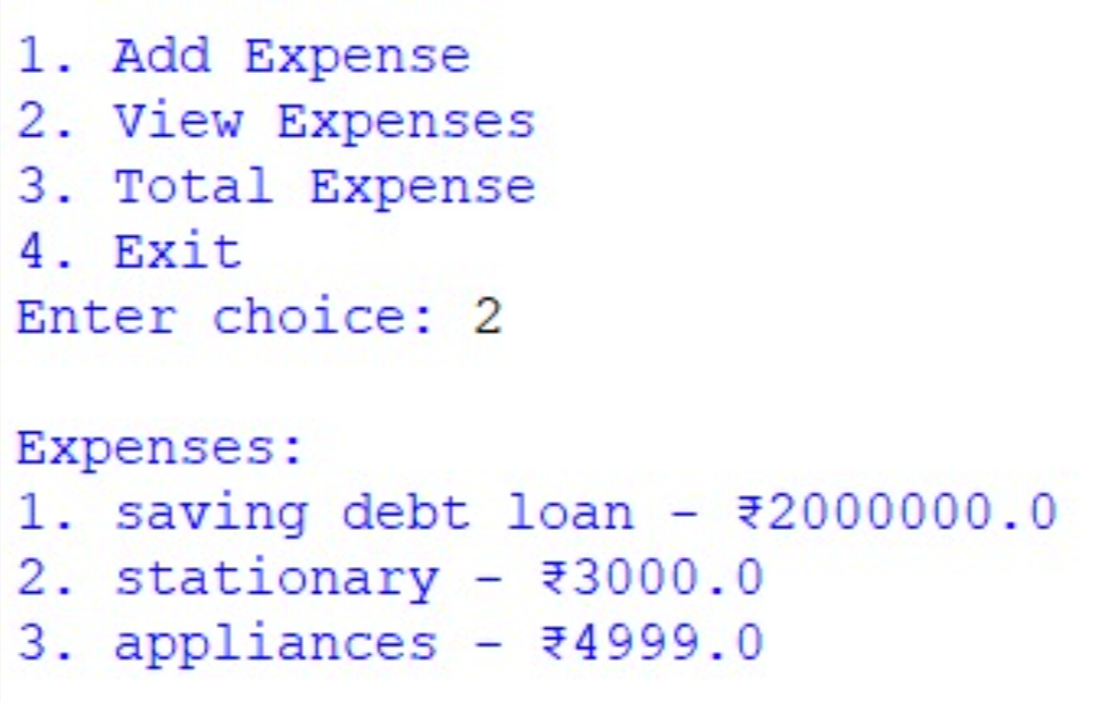 1. Add Expense
2. View Expenses
3. Total Expense
4. Exit
Enter choice: 2
Expenses:
1. saving debt loan - ₹2000000.0
2. stationary - ₹3000.0
3. appliances - ₹4999.0